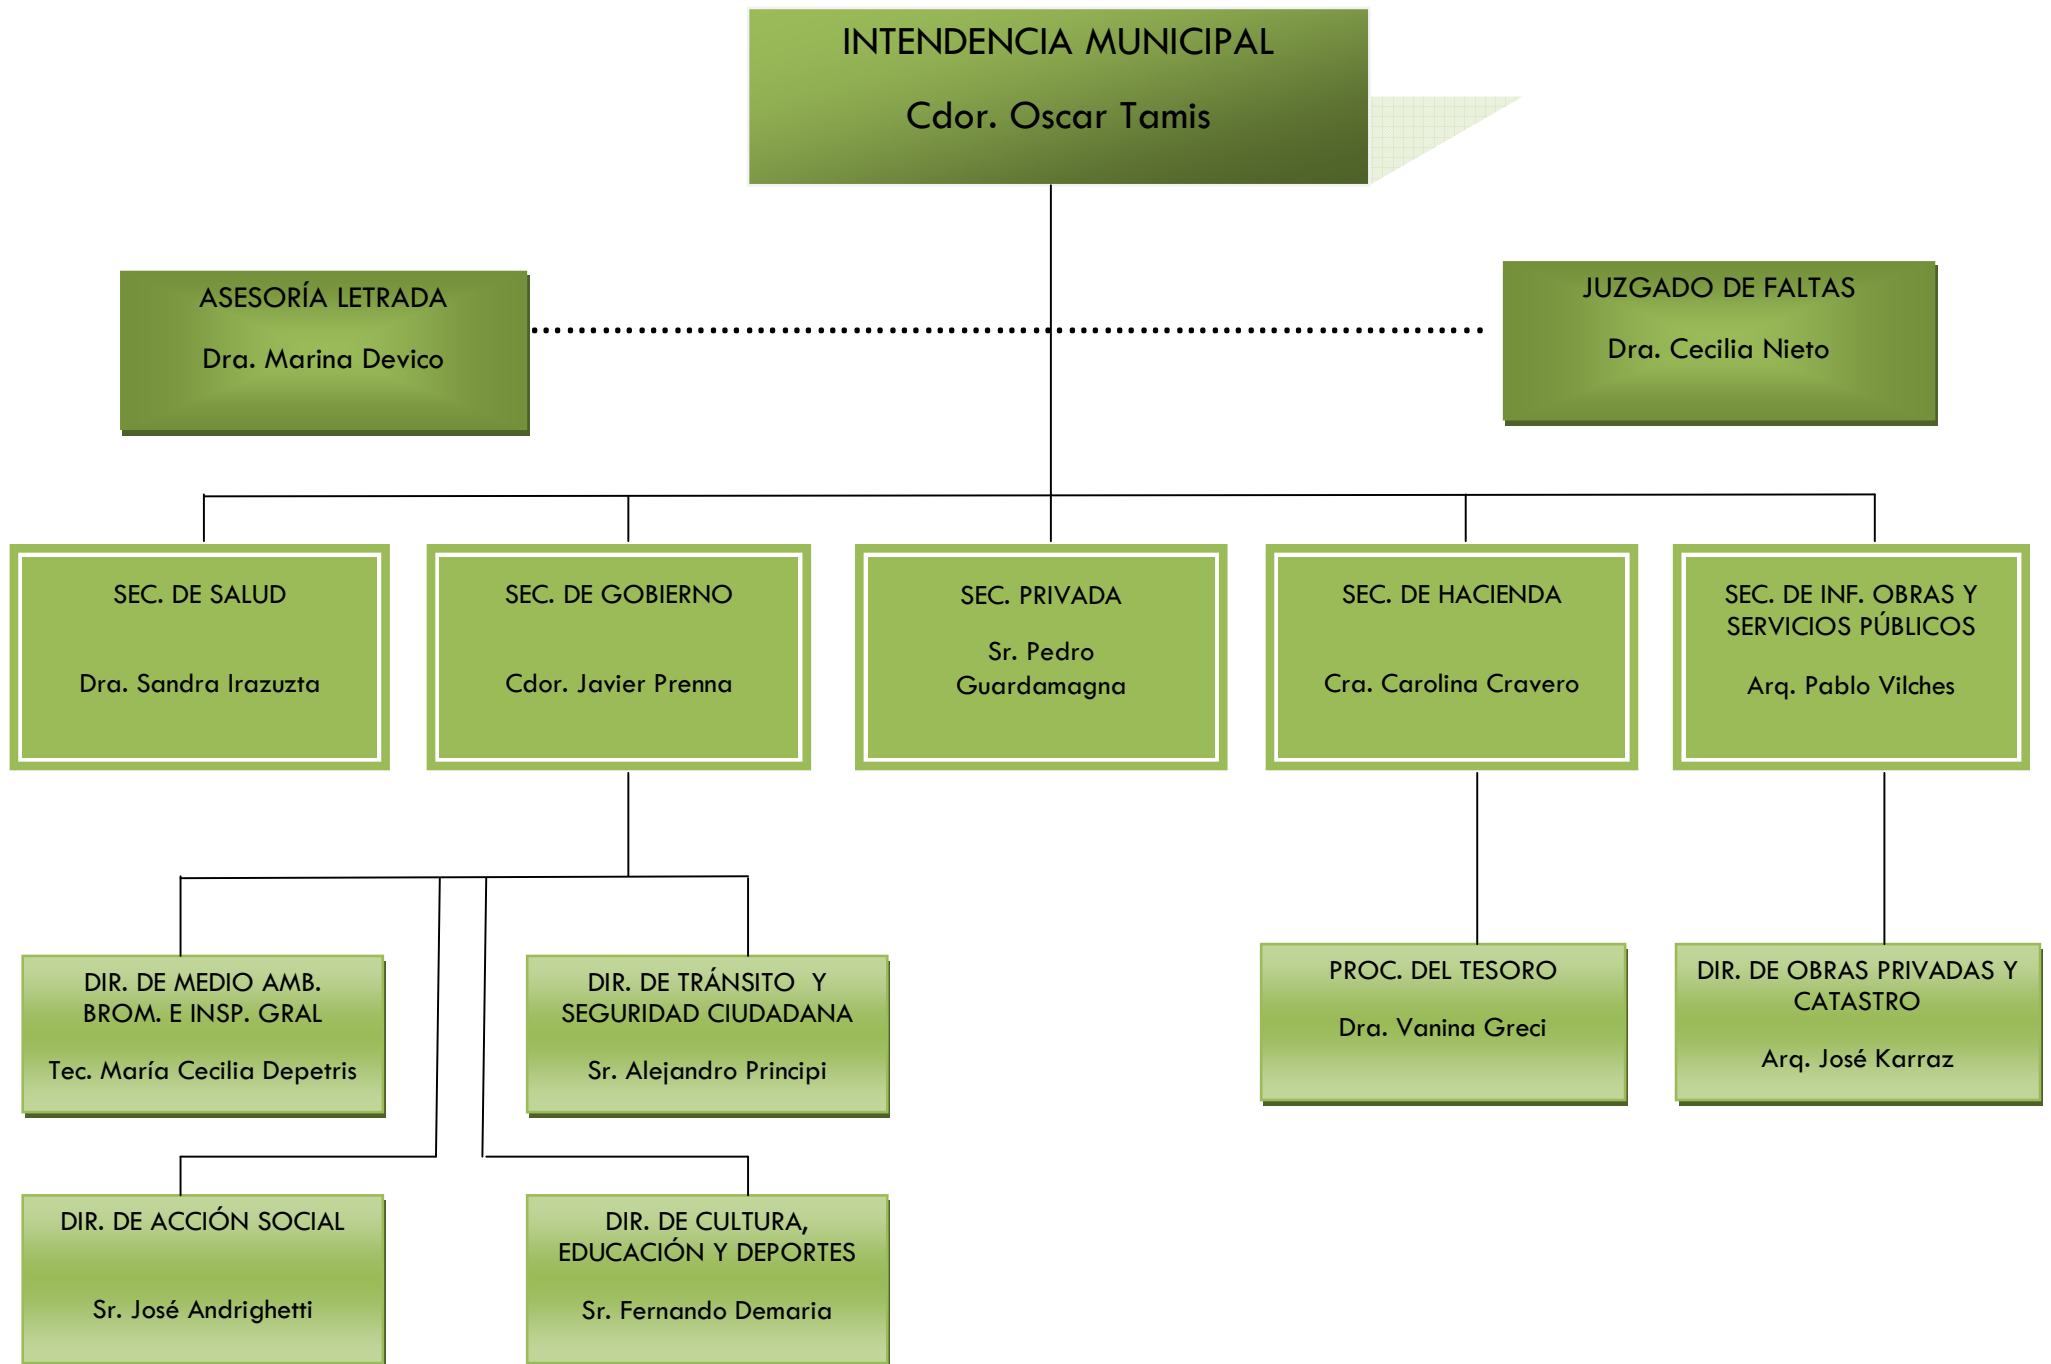 INTENDENCIA MUNICIPAL
Cdor. Oscar Tamis
ASESORÍA LETRADA
Dra. Marina Devico
JUZGADO DE FALTAS
Dra. Cecilia Nieto
SEC. DE SALUD
Dra. Sandra Irazuzta
SEC. DE GOBIERNO
Cdor. Javier Prenna
SEC. PRIVADA
Sr. Pedro
Guardamagna
SEC. DE HACIENDA
Cra. Carolina Cravero
SEC. DE INF. OBRAS Y
SERVICIOS PÚBLICOS
Arq. Pablo Vilches
DIR. DE MEDIO AMB.
BROM. E INSP. GRAL
Tec. María Cecilia Depetris
DIR. DE TRÁNSITO Y
SEGURIDAD CIUDADANA
Sr. Alejandro Principi
PROC. DEL TESORO
Dra. Vanina Greci
DIR. DE OBRAS PRIVADAS Y
CATASTRO
Arq. José Karraz
DIR. DE ACCIÓN SOCIAL
Sr. José Andrighetti
DIR. DE CULTURA,
EDUCACIÓN Y DEPORTES
Sr. Fernando Demaria